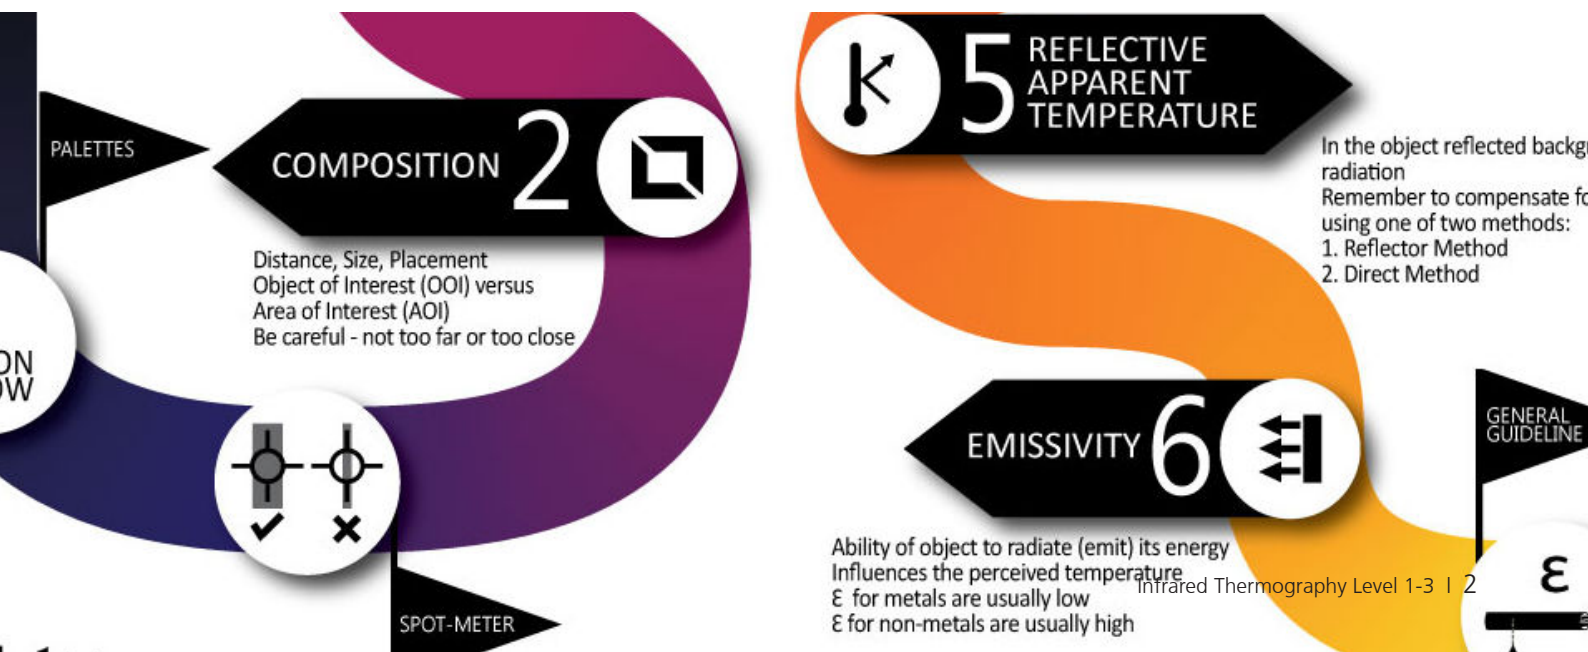 PALETTES
COMPOSITION 2
Distance, Size, Placement
Object of Interest (OOI) versus
Area of Interest (AOI)
Be careful - not too far or too close
SPOT-METER
5 REFLECTIVE
APPARENT
TEMPERATURE
In the object reflected
radiation
Remember to compensate
using one of two methods:
1. Reflector Method
2. Direct Method
EMISSIVITY 6
Ability of object to radiate (emit) its energy
Influences the perceived temperature
ε for metals are usually low
ε for non-metals are usually high
GENERAL
GUIDELINE
ε
Infrared Thermography Level 1-3 | 2